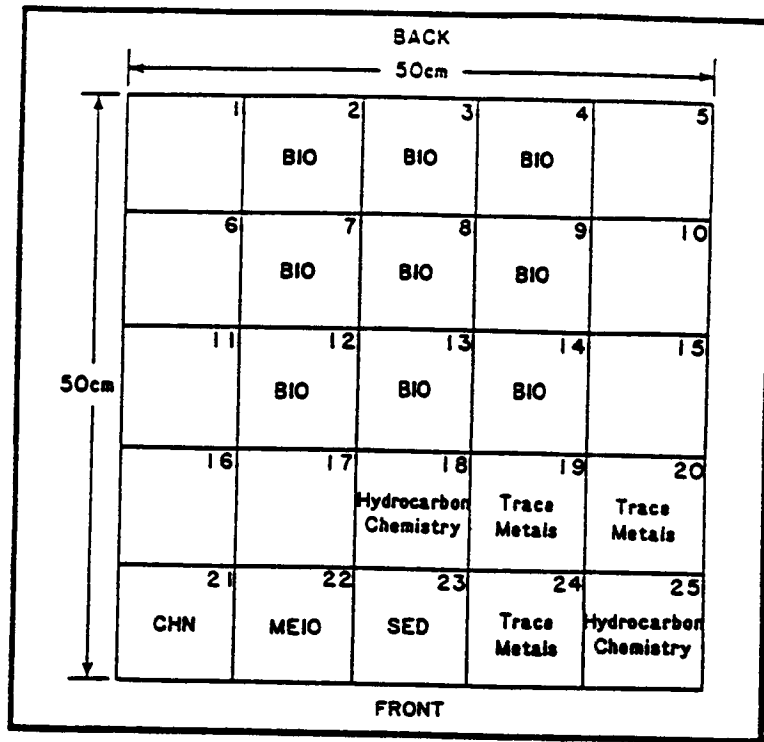 BACK
50cm
1 2 3 4 5
BIO BIO BIO
6 7 8 9 10
BIO BIO BIO
11 12 13 14 15
50cm
BIO BIO BIO
16 17 18 19 20
Hydrocarbon Trace Trace
Chemistry Metals Metals
21 22 23 24 25
CHN MEIO SED Trace Hydrocarbon
Metals Chemistry
FRONT